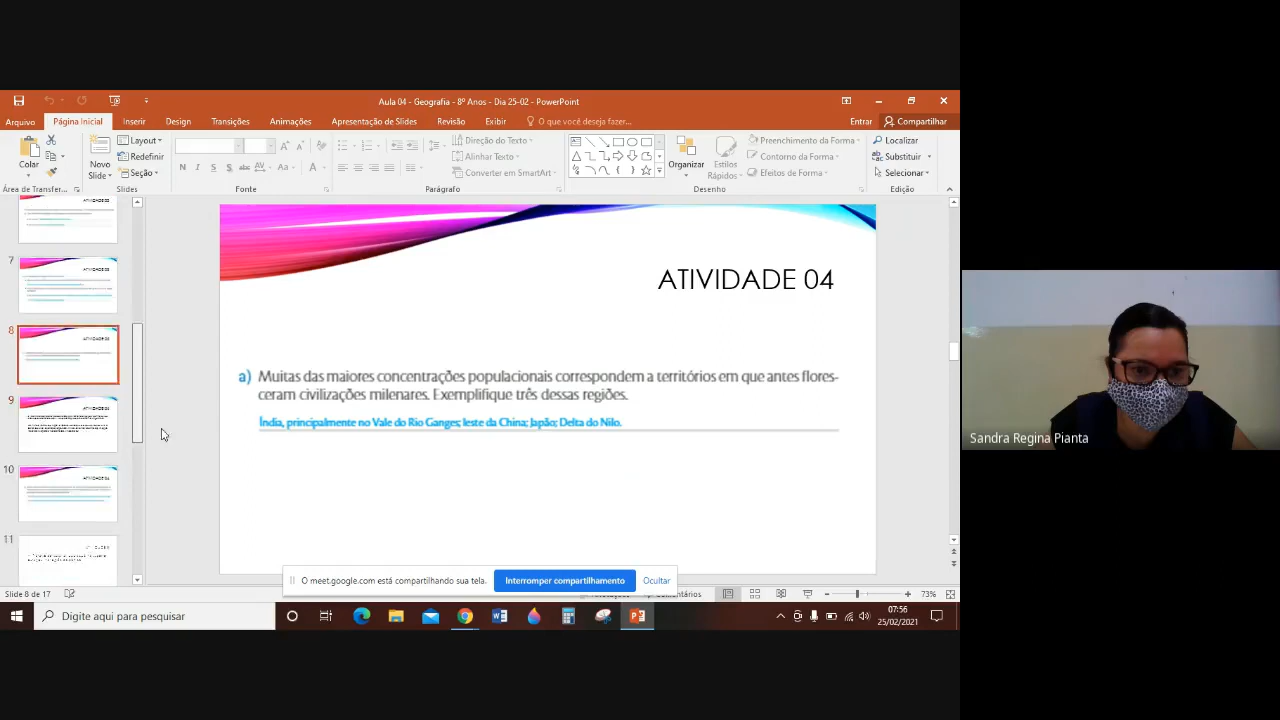 Aula 04 - Geografia - 8º Anos - Dia 25-02 - PowerPoint
Arquivo Página Inicial Inserir Design Transições Animações Apresentação de Slides Revisão Exibir O que você deseja fazer... Entrar Compartilhar
Colar
Novo Slide
Layout
Redefinir
Seção
Direção do Texto
Alinhar Texto
Converter em SmartArt
Organizar
Estilos Rápidos
Preenchimento da Forma
Contorno da Forma
Efeitos de Forma
Localizar
Substituir
Selecionar
Área de Transfer... Slides Fonte Parágrafo Desenho Edição
7
8
9
10
11
ATIVIDADE 04
a) Muitas das maiores concentrações populacionais correspondem a territórios em que antes flores-
ceram civilizações milenares. Exemplifique três dessas regiões.
Índia, principalmente no Vale do Rio Ganges; leste da China; Japão; Delta do Nilo.
Sandra Regina Pianta
O meet.google.com está compartilhando sua tela. Interromper compartilhamento Ocultar
Slide 8 de 17
73%
Digite aqui para pesquisar
07:56
25/02/2021